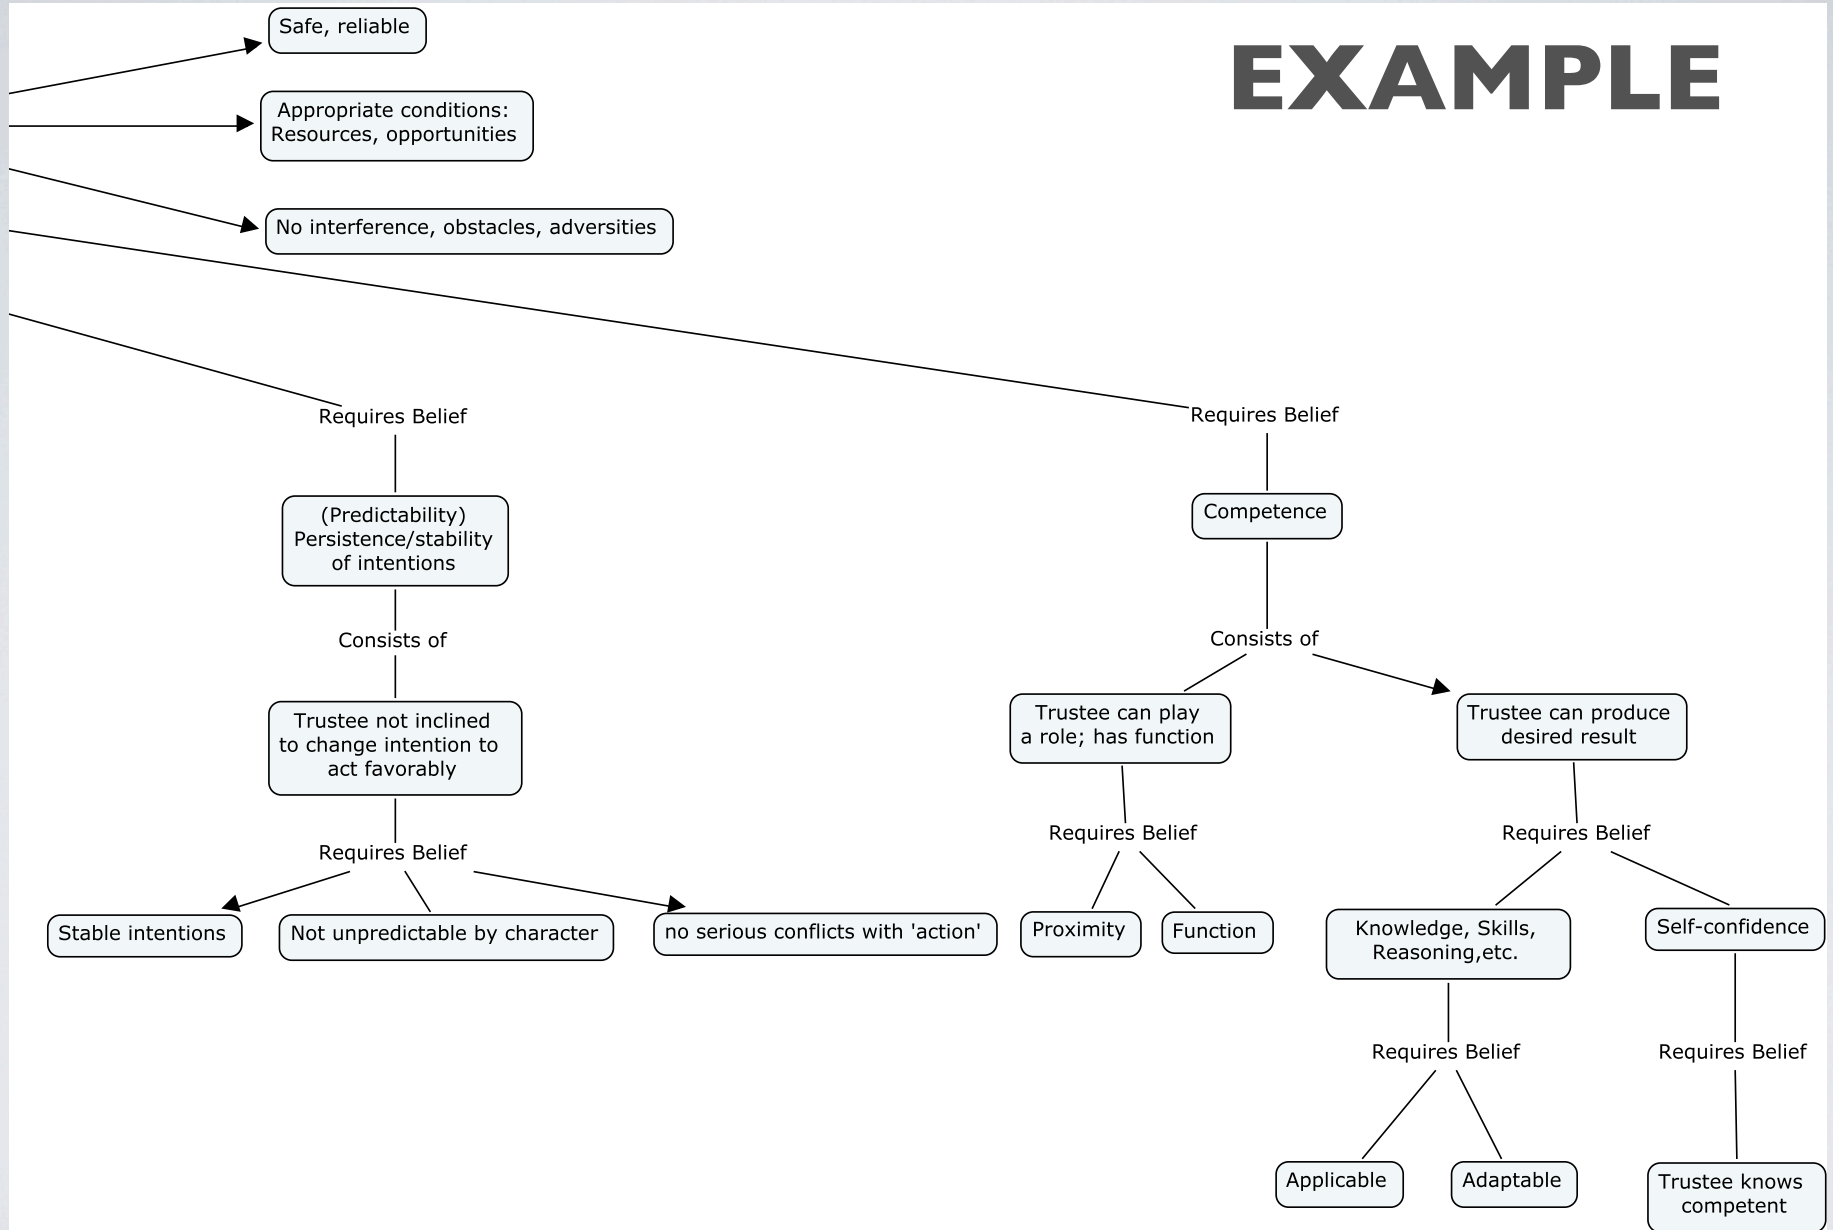 EXAMPLE
Safe, reliable
Appropriate conditions:
Resources, opportunities
No interference, obstacles, adversities
Requires Belief
(Predictability)
Persistence/stability
of intentions
Consists of
Trustee not inclined
to change intention to
act favorably
Requires Belief
Stable intentions
Not unpredictable by character
no serious conflicts with 'action'
Requires Belief
Competence
Consists of
Trustee can play
a role; has function
Requires Belief
Proximity
Function
Trustee can produce
desired result
Requires Belief
Knowledge, Skills,
Reasoning,etc.
Requires Belief
Applicable
Adaptable
Self-confidence
Requires Belief
Trustee knows
competent